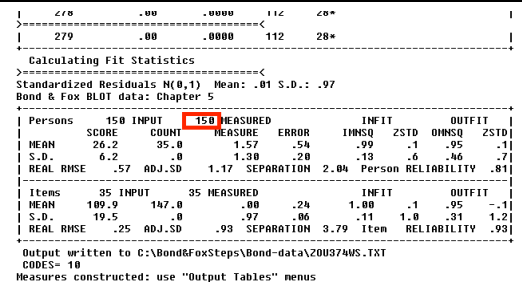 | 278 .00 .0000 112 28* |
>=====================================<
| 279 .00 .0000 112 28* |
+----------------------------------------------------------------------------+
Calculating Fit Statistics
>=====================================<
Standardized Residuals N(0,1) Mean: .01 S.D.: .97
Bond & Fox BLOT data: Chapter 5
+----------------------------------------------------------------------------+
| Persons 150 INPUT 150 MEASURED INFIT OUTFIT |
| SCORE COUNT MEASURE ERROR IMNSQ ZSTD OMNSQ ZSTD|
| MEAN 26.2 35.0 1.57 .54 .99 .1 .95 .1|
| S.D. 6.2 .0 1.30 .20 .13 .6 .46 .7|
| REAL RMSE .57 ADJ.SD 1.17 SEPARATION 2.04 Person RELIABILITY .81|
|----------------------------------------------------------------------------|
| Items 35 INPUT 35 MEASURED INFIT OUTFIT |
| MEAN 109.9 147.0 .00 .24 1.00 .1 .95 -.1|
| S.D. 19.5 .0 .97 .06 .11 1.0 .31 1.2|
| REAL RMSE .25 ADJ.SD .93 SEPARATION 3.79 Item RELIABILITY .93|
+----------------------------------------------------------------------------+
Output written to C:\Bond&FoxSteps\Bond-data\ZOU374WS.TXT
CODES= 10
Measures constructed: use "Output Tables" menus